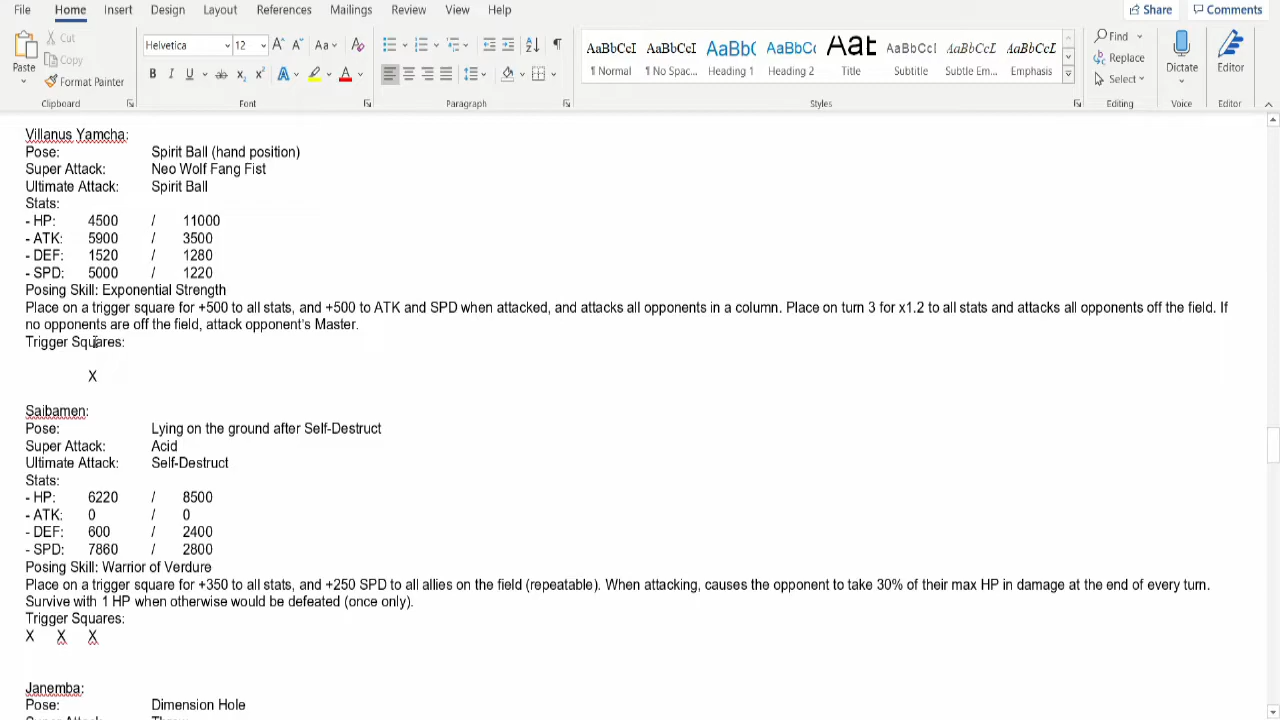 File Home Insert Design Layout References Mailings Review View Help Share Comments
Paste Cut Copy Format Painter
Helvetica 12
AaBbCcI AaBbCcI AaBb( AaBbCc AaB AaBbCcI AaBbCcI AaBbCcI
¶ Normal ¶ No Spac... Heading 1 Heading 2 Title Subtitle Subtle Em... Emphasis
Find Replace Select Dictate Editor
Clipboard Font Paragraph Styles Editing Voice Editor
Villanus Yamcha:
Pose: Spirit Ball (hand position)
Super Attack: Neo Wolf Fang Fist
Ultimate Attack: Spirit Ball
Stats:
- HP: 4500 / 11000
- ATK: 5900 / 3500
- DEF: 1520 / 1280
- SPD: 5000 / 1220
Posing Skill: Exponential Strength
Place on a trigger square for +500 to all stats, and +500 to ATK and SPD when attacked, and attacks all opponents in a column. Place on turn 3 for x1.2 to all stats and attacks all opponents off the field. If
no opponents are off the field, attack opponent's Master.
Trigger Squares:
X
Saibamen:
Pose: Lying on the ground after Self-Destruct
Super Attack: Acid
Ultimate Attack: Self-Destruct
Stats:
- HP: 6220 / 8500
- ATK: 0 / 0
- DEF: 600 / 2400
- SPD: 7860 / 2800
Posing Skill: Warrior of Verdure
Place on a trigger square for +350 to all stats, and +250 SPD to all allies on the field (repeatable). When attacking, causes the opponent to take 30% of their max HP in damage at the end of every turn.
Survive with 1 HP when otherwise would be defeated (once only).
Trigger Squares:
X X X
Janemba:
Pose: Dimension Hole